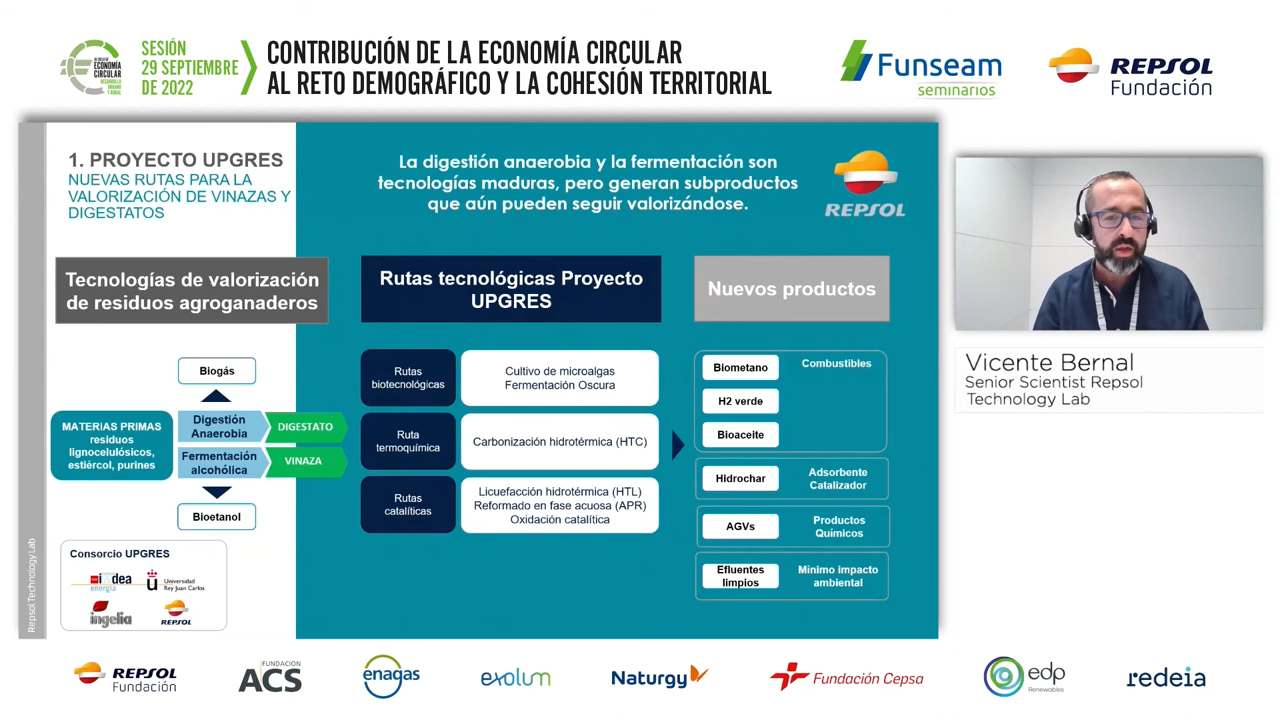 SESIÓN
29 SEPTIEMBRE
DE 2022
CONTRIBUCIÓN DE LA ECONOMÍA CIRCULAR
AL RETO DEMOGRÁFICO Y LA COHESIÓN TERRITORIAL
ECONOMÍA
CIRCULAR
Funseam
seminarios
REPSOL
Fundación
1. PROYECTO UPGRES
NUEVAS RUTAS PARA LA
VALORIZACIÓN DE VINAZAS Y
DIGESTATOS
La digestión anaerobia y la fermentación son
tecnologías maduras, pero generan subproductos
que aún pueden seguir valorizándose.
REPSOL
Tecnologías de valorización
de residuos agroganaderos
Rutas tecnológicas Proyecto
UPGRES
Nuevos productos
Biogás
MATERIAS PRIMAS
residuos
lignocelulósicos,
estiércol, purines
Digestión
Anaerobia
DIGESTATO
Fermentación
alcohólica
VINAZA
Bioetanol
Rutas
biotecnológicas
Cultivo de microalgas
Fermentación Oscura
Ruta
termoquímica
Carbonización hidrotérmica (HTC)
Rutas
catalíticas
Licuefacción hidrotérmica (HTL)
Reformado en fase acuosa (APR)
Oxidación catalítica
Biometano
Combustibles
H2 verde
Bioaceite
Hidrochar
Adsorbente
Catalizador
AGVs
Productos
Químicos
Efluentes
limpios
Mínimo impacto
ambiental
Consorcio UPGRES
imdea
energía
Universidad
Rey Juan Carlos
ingelia
REPSOL
Repsol Technology Lab
Vicente Bernal
Senior Scientist Repsol
Technology Lab
REPSOL
Fundación
FUNDACIÓN
ACS
enagas
exolum
Naturgy
Fundación Cepsa
edp
Renewables
redeia